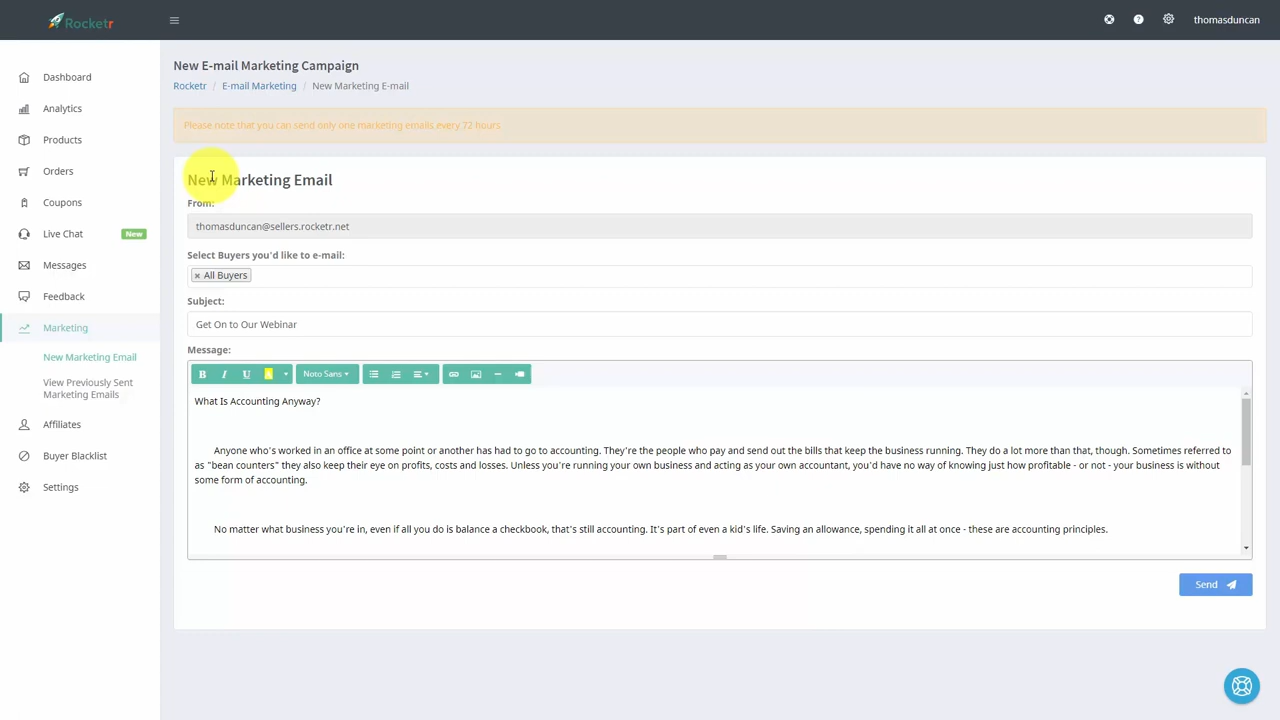 Rocketr
thomasduncan
Dashboard
Analytics
Products
Orders
Coupons
Live Chat New
Messages
Feedback
Marketing
New Marketing Email
View Previously Sent
Marketing Emails
Affiliates
Buyer Blacklist
Settings
New E-mail Marketing Campaign
Rocketr / E-mail Marketing / New Marketing E-mail
Please note that you can send only one marketing emails every 72 hours
New Marketing Email
From:
thomasduncan@sellers.rocketr.net
Select Buyers you'd like to e-mail:
× All Buyers
Subject:
Get On to Our Webinar
Message:
B I U A Noto Sans
What Is Accounting Anyway?
Anyone who's worked in an office at some point or another has had to go to accounting. They're the people who pay and send out the bills that keep the business running. They do a lot more than that, though. Sometimes referred to
as "bean counters" they also keep their eye on profits, costs and losses. Unless you're running your own business and acting as your own accountant, you'd have no way of knowing just how profitable - or not - your business is without
some form of accounting.
No matter what business you're in, even if all you do is balance a checkbook, that's still accounting. It's part of even a kid's life. Saving an allowance, spending it all at once - these are accounting principles.
Send